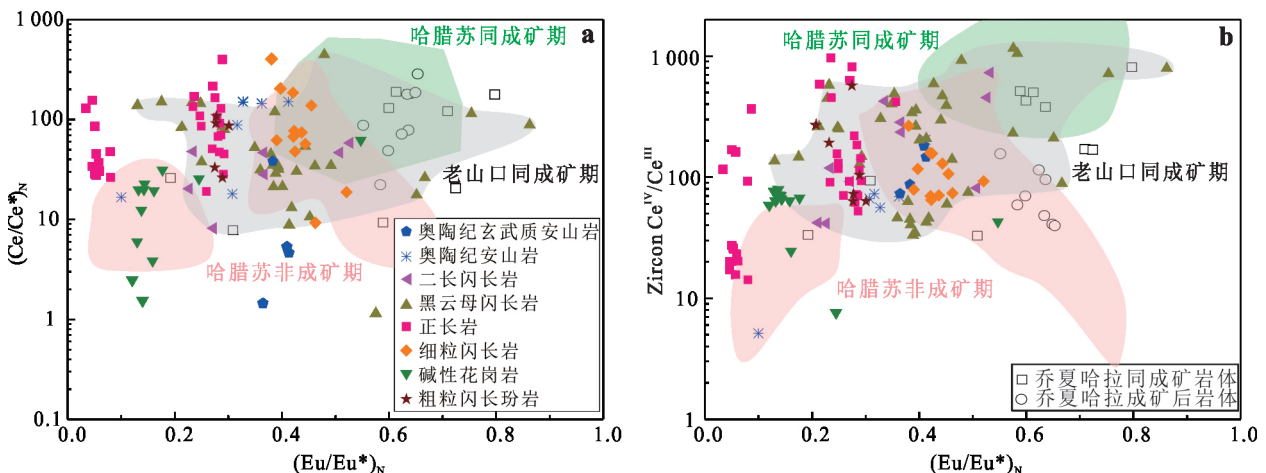 a
(Ce/Ce*)N
1 000
100
10
1
0.1
0.0
0.2
0.4
0.6
0.8
1.0
(Eu/Eu*)N
哈腊苏同成矿期
老山口同成矿期
哈腊苏非成矿期
奥陶纪玄武质安山岩
奥陶纪安山岩
二长闪长岩
黑云母闪长岩
正长岩
细粒闪长岩
碱性花岗岩
粗粒闪长玢岩
b
Zircon CeIV/CeIII
1 000
100
10
1
0.0
0.2
0.4
0.6
0.8
1.0
(Eu/Eu*)N
哈腊苏同成矿期
老山口同成矿期
哈腊苏非成矿期
乔夏哈拉同成矿岩体
乔夏哈拉成矿后岩体